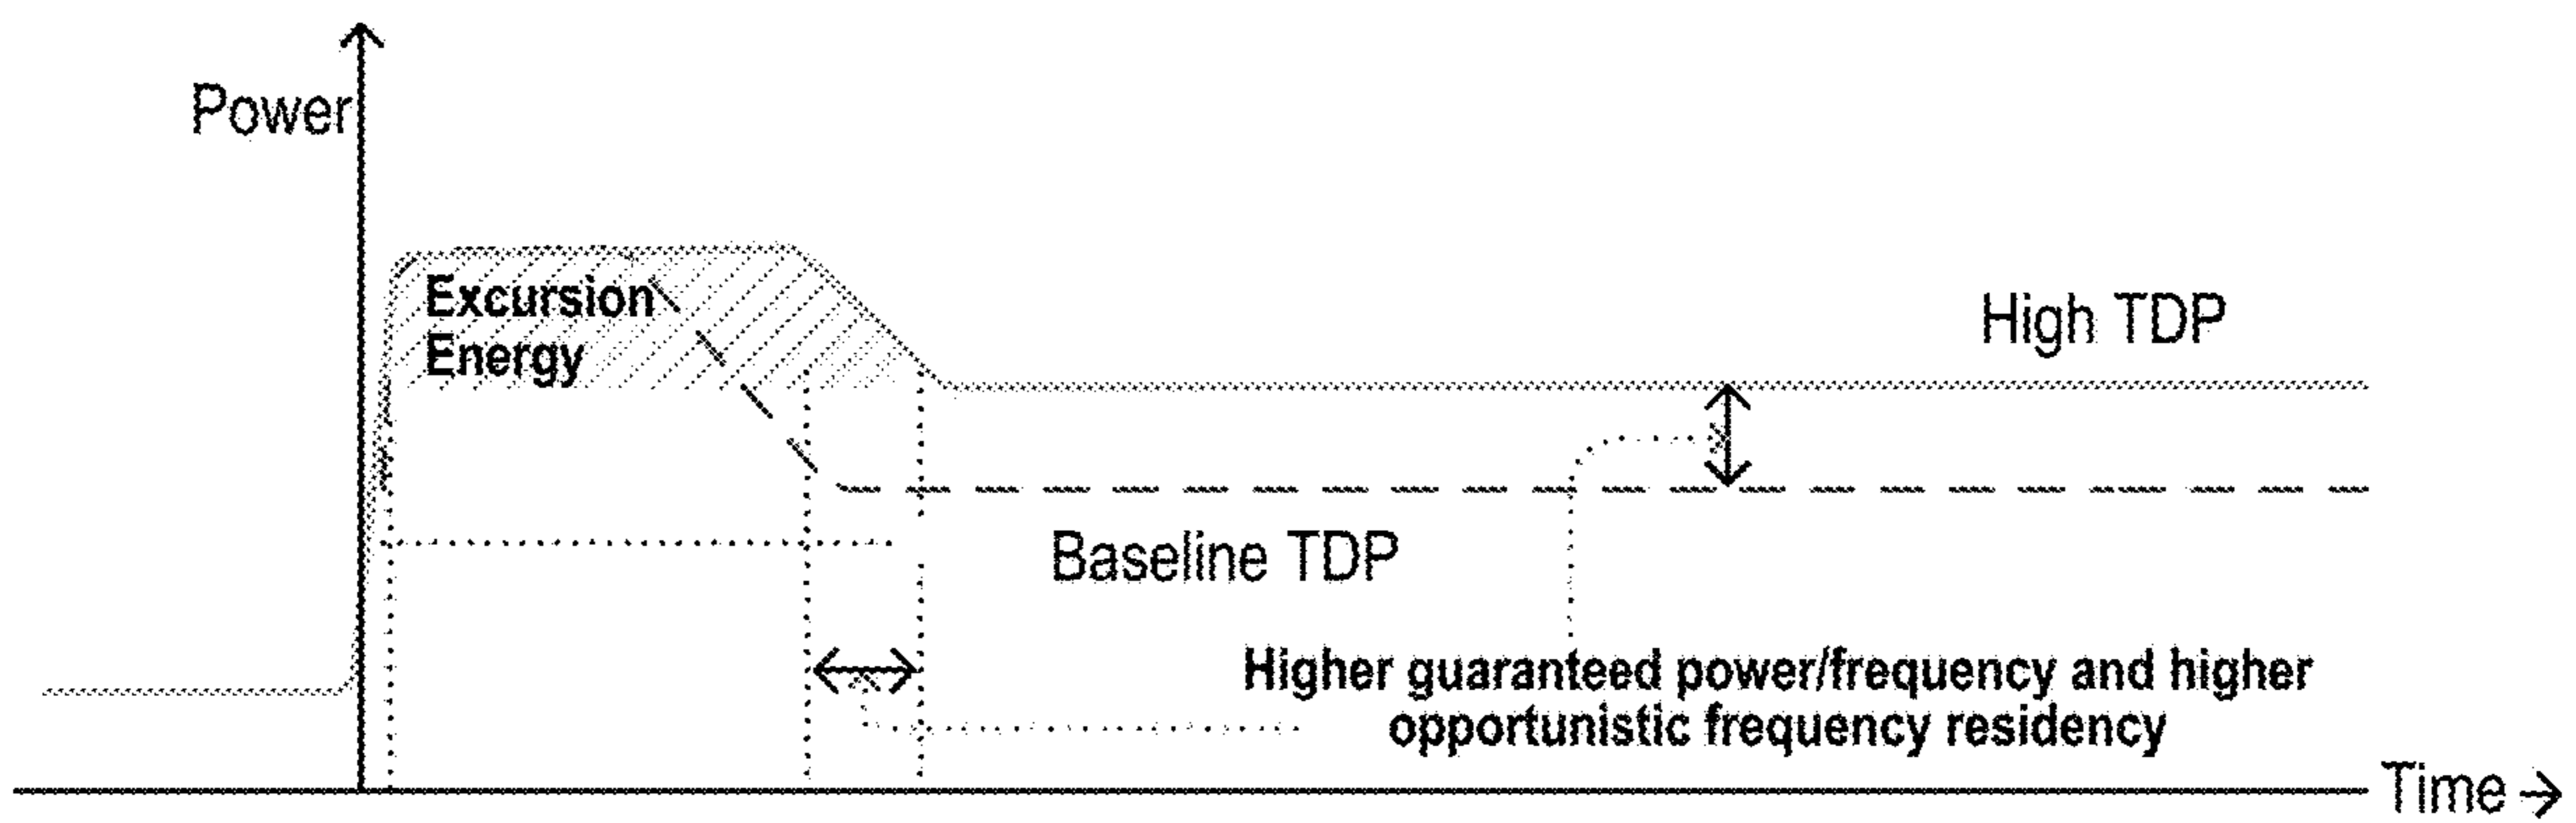 Power
Excursion
Energy
High TDP
Baseline TDP
Higher guaranteed power/frequency and higher
opportunistic frequency residency
Time